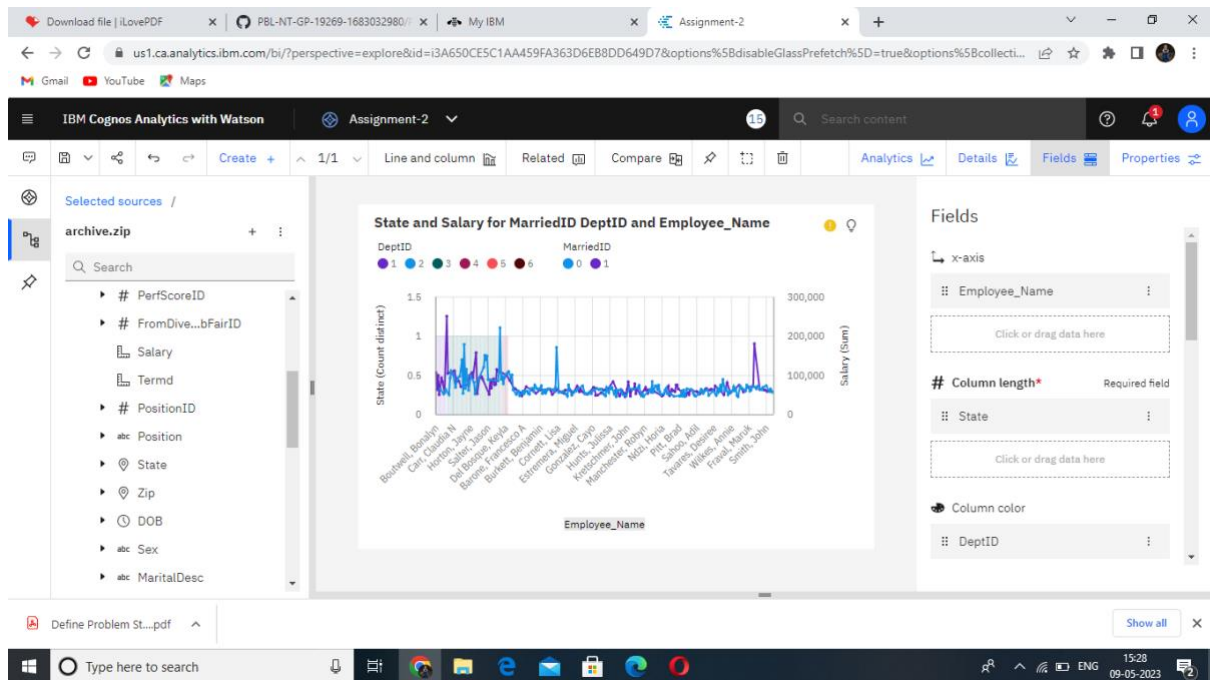 Download file | iLovePDF
PBL-NT-GP-19269-1683032980/
My IBM
Assignment-2
us1.ca.analytics.ibm.com/bi/?perspective=explore&id=i3A650CE5C1AA459FA363D6EB8DD649D7&options%5BdisableGlassPrefetch%5D=true&options%5Bcollecti...
Gmail YouTube Maps
IBM Cognos Analytics with Watson Assignment-2 15 Search content 1
Create + 1/1 Line and column Related Compare Analytics Details Fields Properties
Selected sources /
archive.zip
Search
# PerfScoreID
# FromDive...bFairID
Salary
Termd
# PositionID
abc Position
State
Zip
DOB
abc Sex
abc MaritalDesc
State and Salary for MarriedID DeptID and Employee_Name
DeptID MarriedID
1 2 3 4 5 6 0 1
State (Count distinct)
1.5
1
0.5
0
300,000
200,000
100,000
0
Salary (Sum)
Boutwell, Bonalyn
Carr, Claudia N
Horton, Jayne
Salter, Jason
Del Bosque, Keyla
Barone, Francesco A
Burkett, Benjamin
Cornett, Lisa
Estremera, Miguel
Gonzalez, Cayo
Hunts, Julissa
Kretschmer, John
Manchester, Robyn
Ndzi, Horia
Pitt, Brad
Sahoo, Adil
Tavares, Desiree
Wilkes, Annie
Fraval, Maruk
Smith, John
Employee_Name
Fields
x-axis
Employee_Name
Click or drag data here
# Column length* Required field
State
Click or drag data here
Column color
DeptID
Define Problem St....pdf
Show all
Type here to search
ENG
15:28
09-05-2023
2